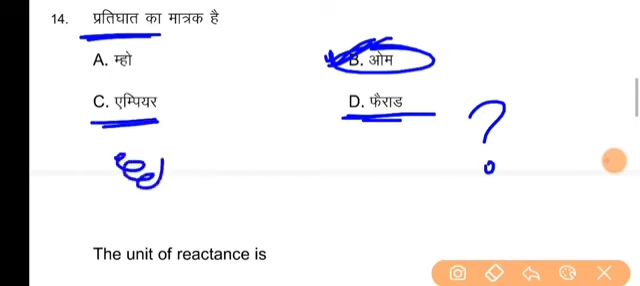 14. प्रतिघात का मात्रक है
A. म्हो B. ओम
C. एम्पियर D. फैराड
?
The unit of reactance is